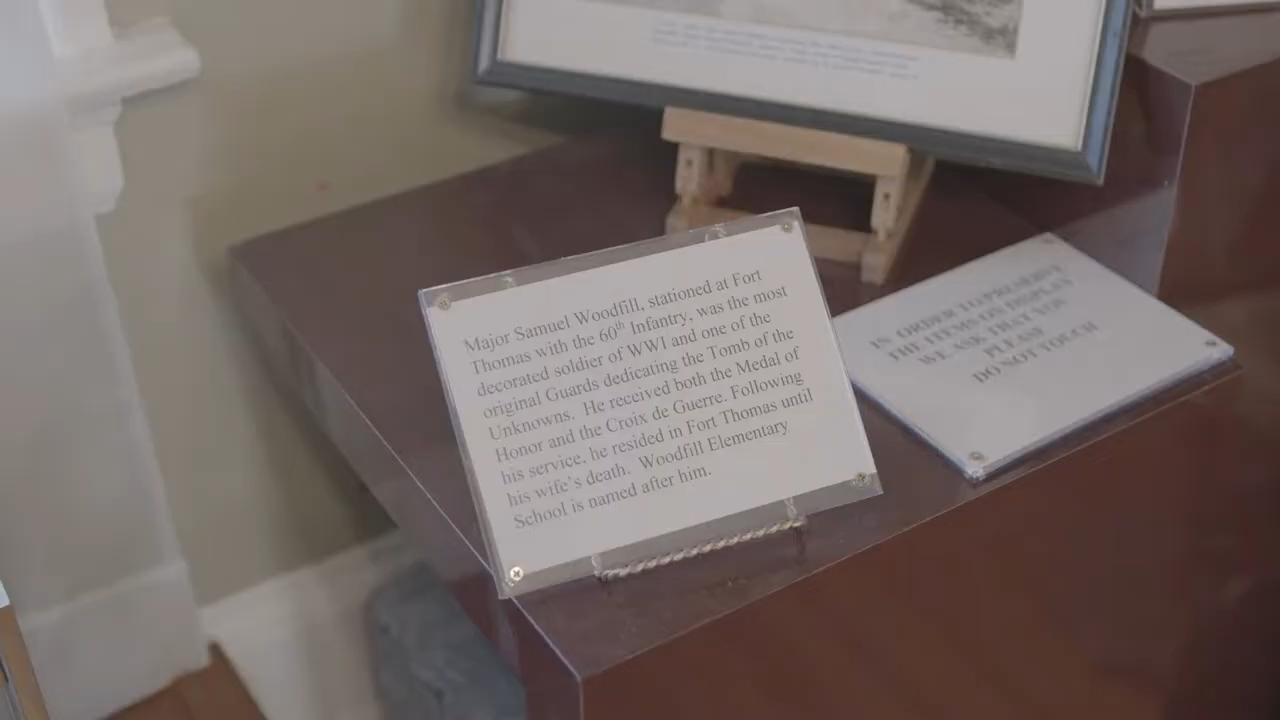 Major Samuel Woodfill, stationed at Fort
Thomas with the 60th Infantry, was the most
decorated soldier of WWI and one of the
original Guards dedicating the Tomb of the
Unknowns. He received both the Medal of
Honor and the Croix de Guerre. Following
his service, he resided in Fort Thomas until
his wife's death. Woodfill Elementary
School is named after him.
IN ORDER TO PRESERVE
THE ITEMS ON DISPLAY
WE ASK THAT YOU
PLEASE
DO NOT TOUCH